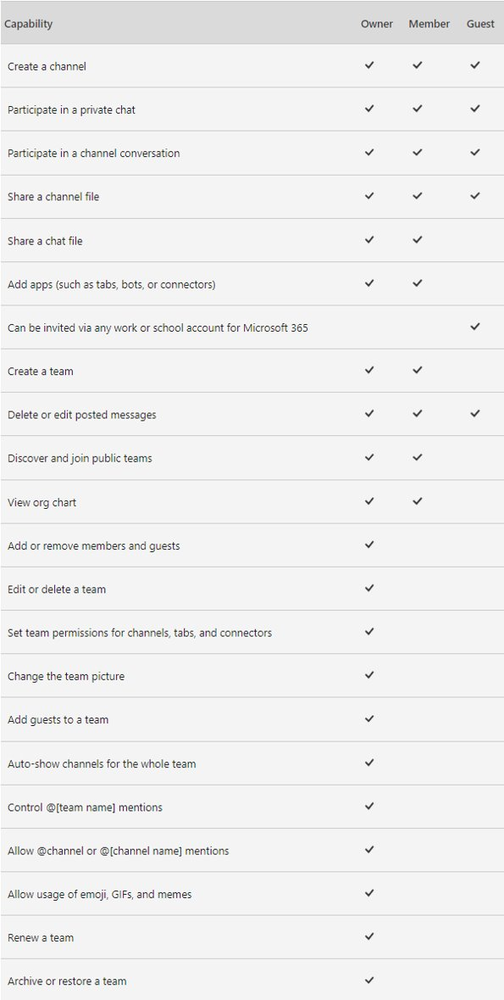 Capability Owner Member Guest
Create a channel ✓ ✓ ✓
Participate in a private chat ✓ ✓ ✓
Participate in a channel conversation ✓ ✓ ✓
Share a channel file ✓ ✓ ✓
Share a chat file ✓ ✓
Add apps (such as tabs, bots, or connectors) ✓ ✓
Can be invited via any work or school account for Microsoft 365 ✓
Create a team ✓ ✓
Delete or edit posted messages ✓ ✓ ✓
Discover and join public teams ✓ ✓
View org chart ✓ ✓
Add or remove members and guests ✓
Edit or delete a team ✓
Set team permissions for channels, tabs, and connectors ✓
Change the team picture ✓
Add guests to a team ✓
Auto-show channels for the whole team ✓
Control @[team name] mentions ✓
Allow @channel or @[channel name] mentions ✓
Allow usage of emoji, GIFs, and memes ✓
Renew a team ✓
Archive or restore a team ✓